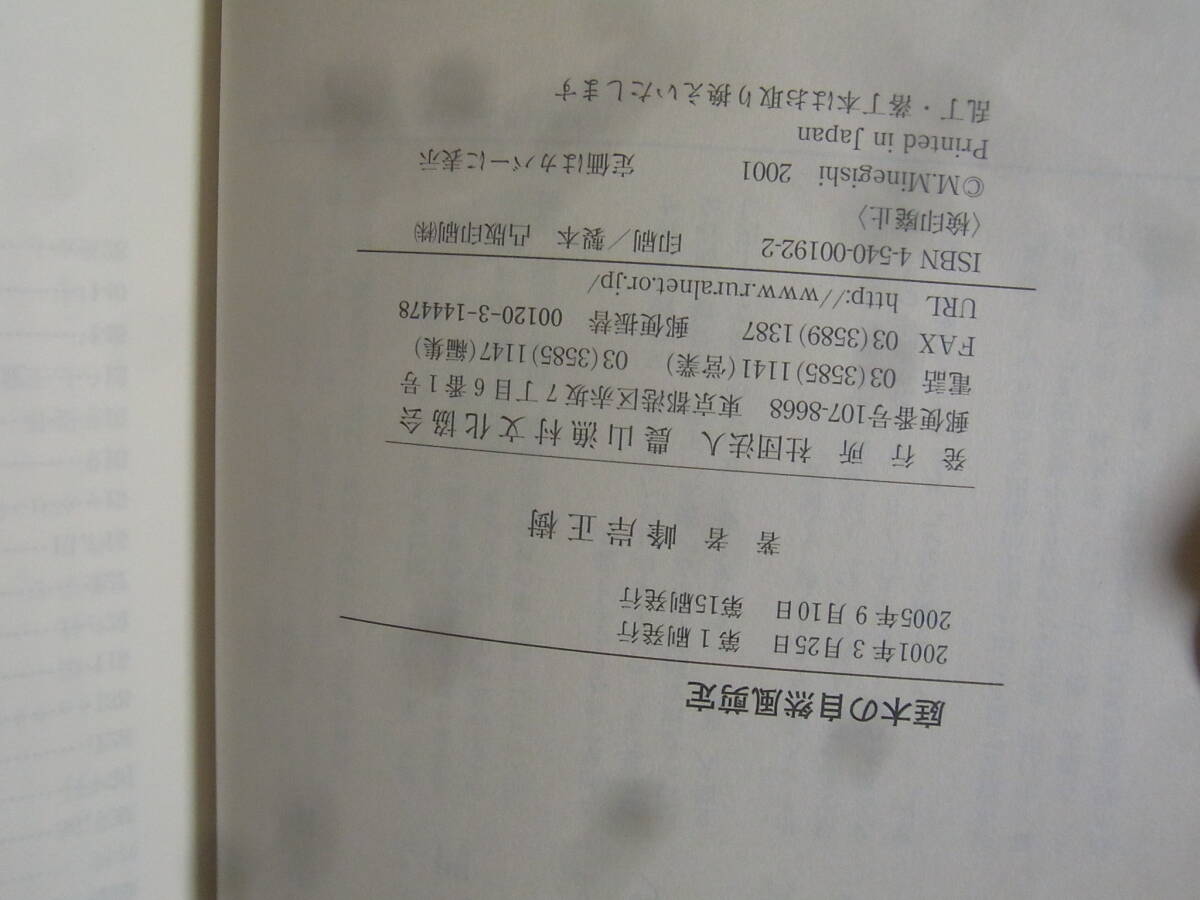 庭木の自然風剪定
2001年3月25日 第1刷発行
2005年9月10日 第15刷発行
著者 峰岸正樹
発行所 社団法人 農山漁村文化協会
郵便番号107-8668 東京都港区赤坂7丁目6番1号
電話 03(3585)1141(営業) 03(3585)1147(編集)
FAX 03(3589)1387 郵便振替 00120-3-144478
URL http://www.ruralnet.or.jp/
ISBN 4-540-00192-2 印刷/製本 凸版印刷㈱
〈検印廃止〉
©M.Minegishi 2001 定価はカバーに表示
Printed in Japan
乱丁・落丁本はお取り換えいたします